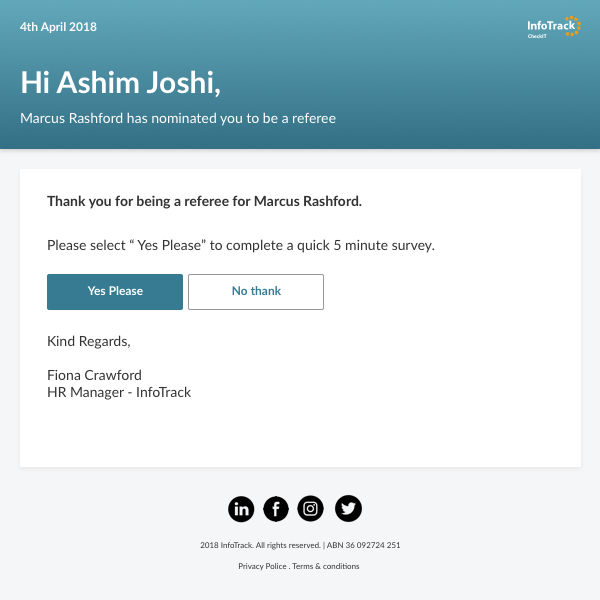 4th April 2018
InfoTrack
CheckIT
Hi Ashim Joshi,
Marcus Rashford has nominated you to be a referee
Thank you for being a referee for Marcus Rashford.
Please select “ Yes Please” to complete a quick 5 minute survey.
Yes Please
No thank
Kind Regards,
Fiona Crawford
HR Manager - InfoTrack
2018 InfoTrack. All rights reserved. | ABN 36 092724 251
Privacy Policy . Terms & conditions